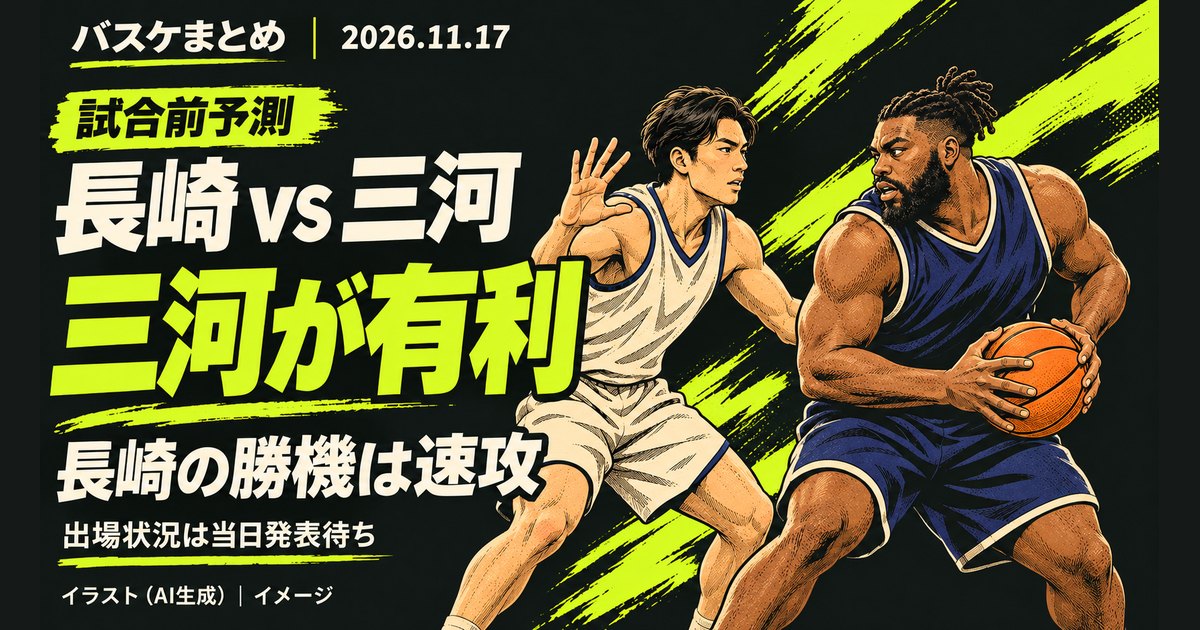 バスケまとめ | 2026.11.17
試合前予測
長崎 vs 三河
三河が有利
長崎の勝機は速攻
出場状況は当日発表待ち
イラスト（AI生成）| イメージ